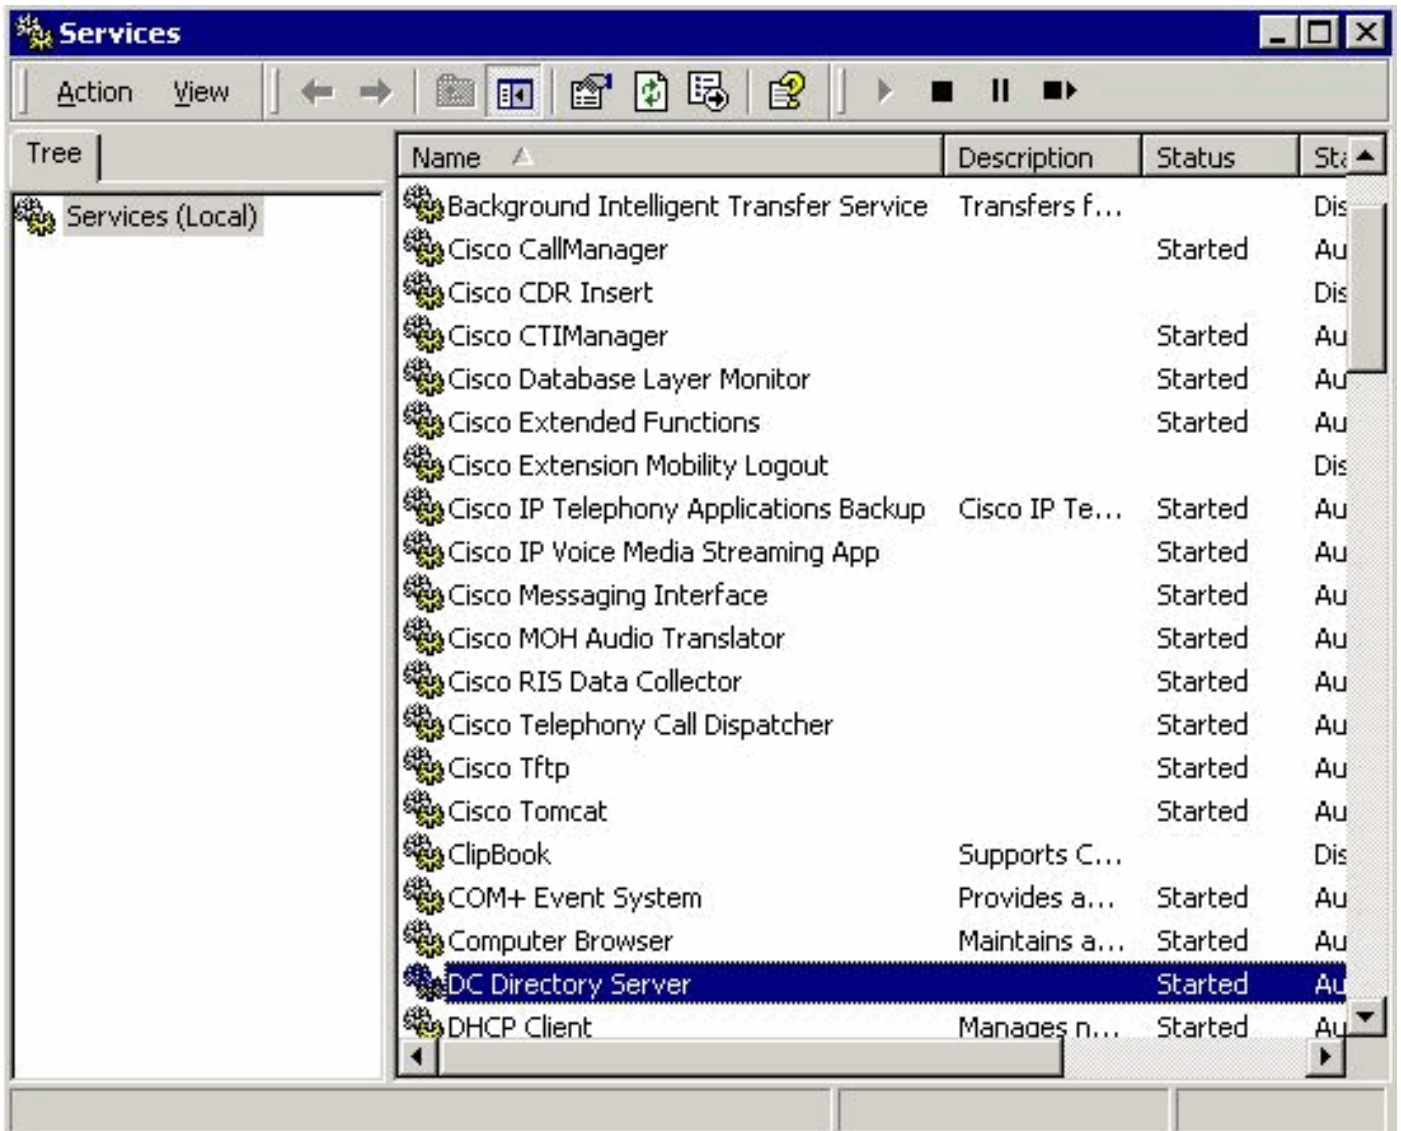 Services
Action View
Tree
Services (Local)
Name Description Status Sta
Background Intelligent Transfer Service Transfers f... Dis
Cisco CallManager Started Au
Cisco CDR Insert Dis
Cisco CTIManager Started Au
Cisco Database Layer Monitor Started Au
Cisco Extended Functions Started Au
Cisco Extension Mobility Logout Dis
Cisco IP Telephony Applications Backup Cisco IP Te... Started Au
Cisco IP Voice Media Streaming App Started Au
Cisco Messaging Interface Started Au
Cisco MOH Audio Translator Started Au
Cisco RIS Data Collector Started Au
Cisco Telephony Call Dispatcher Started Au
Cisco Tftp Started Au
Cisco Tomcat Started Au
ClipBook Supports C... Dis
COM+ Event System Provides a... Started Au
Computer Browser Maintains a... Started Au
DC Directory Server Started Au
DHCP Client Manages n... Started Au